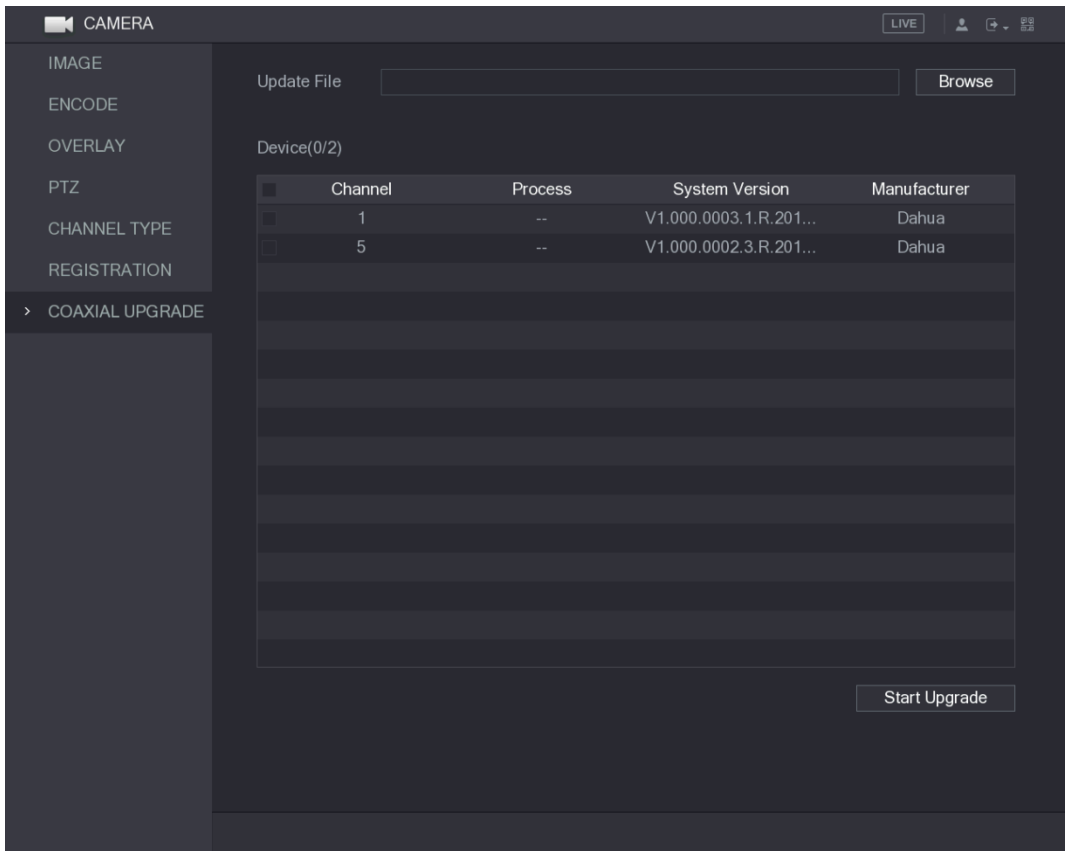 CAMERA
LIVE
IMAGE
ENCODE
OVERLAY
PTZ
CHANNEL TYPE
REGISTRATION
COAXIAL UPGRADE
Update File
Browse
Device(0/2)
Channel Process System Version Manufacturer
1 -- V1.000.0003.1.R.201... Dahua
5 -- V1.000.0002.3.R.201... Dahua
Start Upgrade